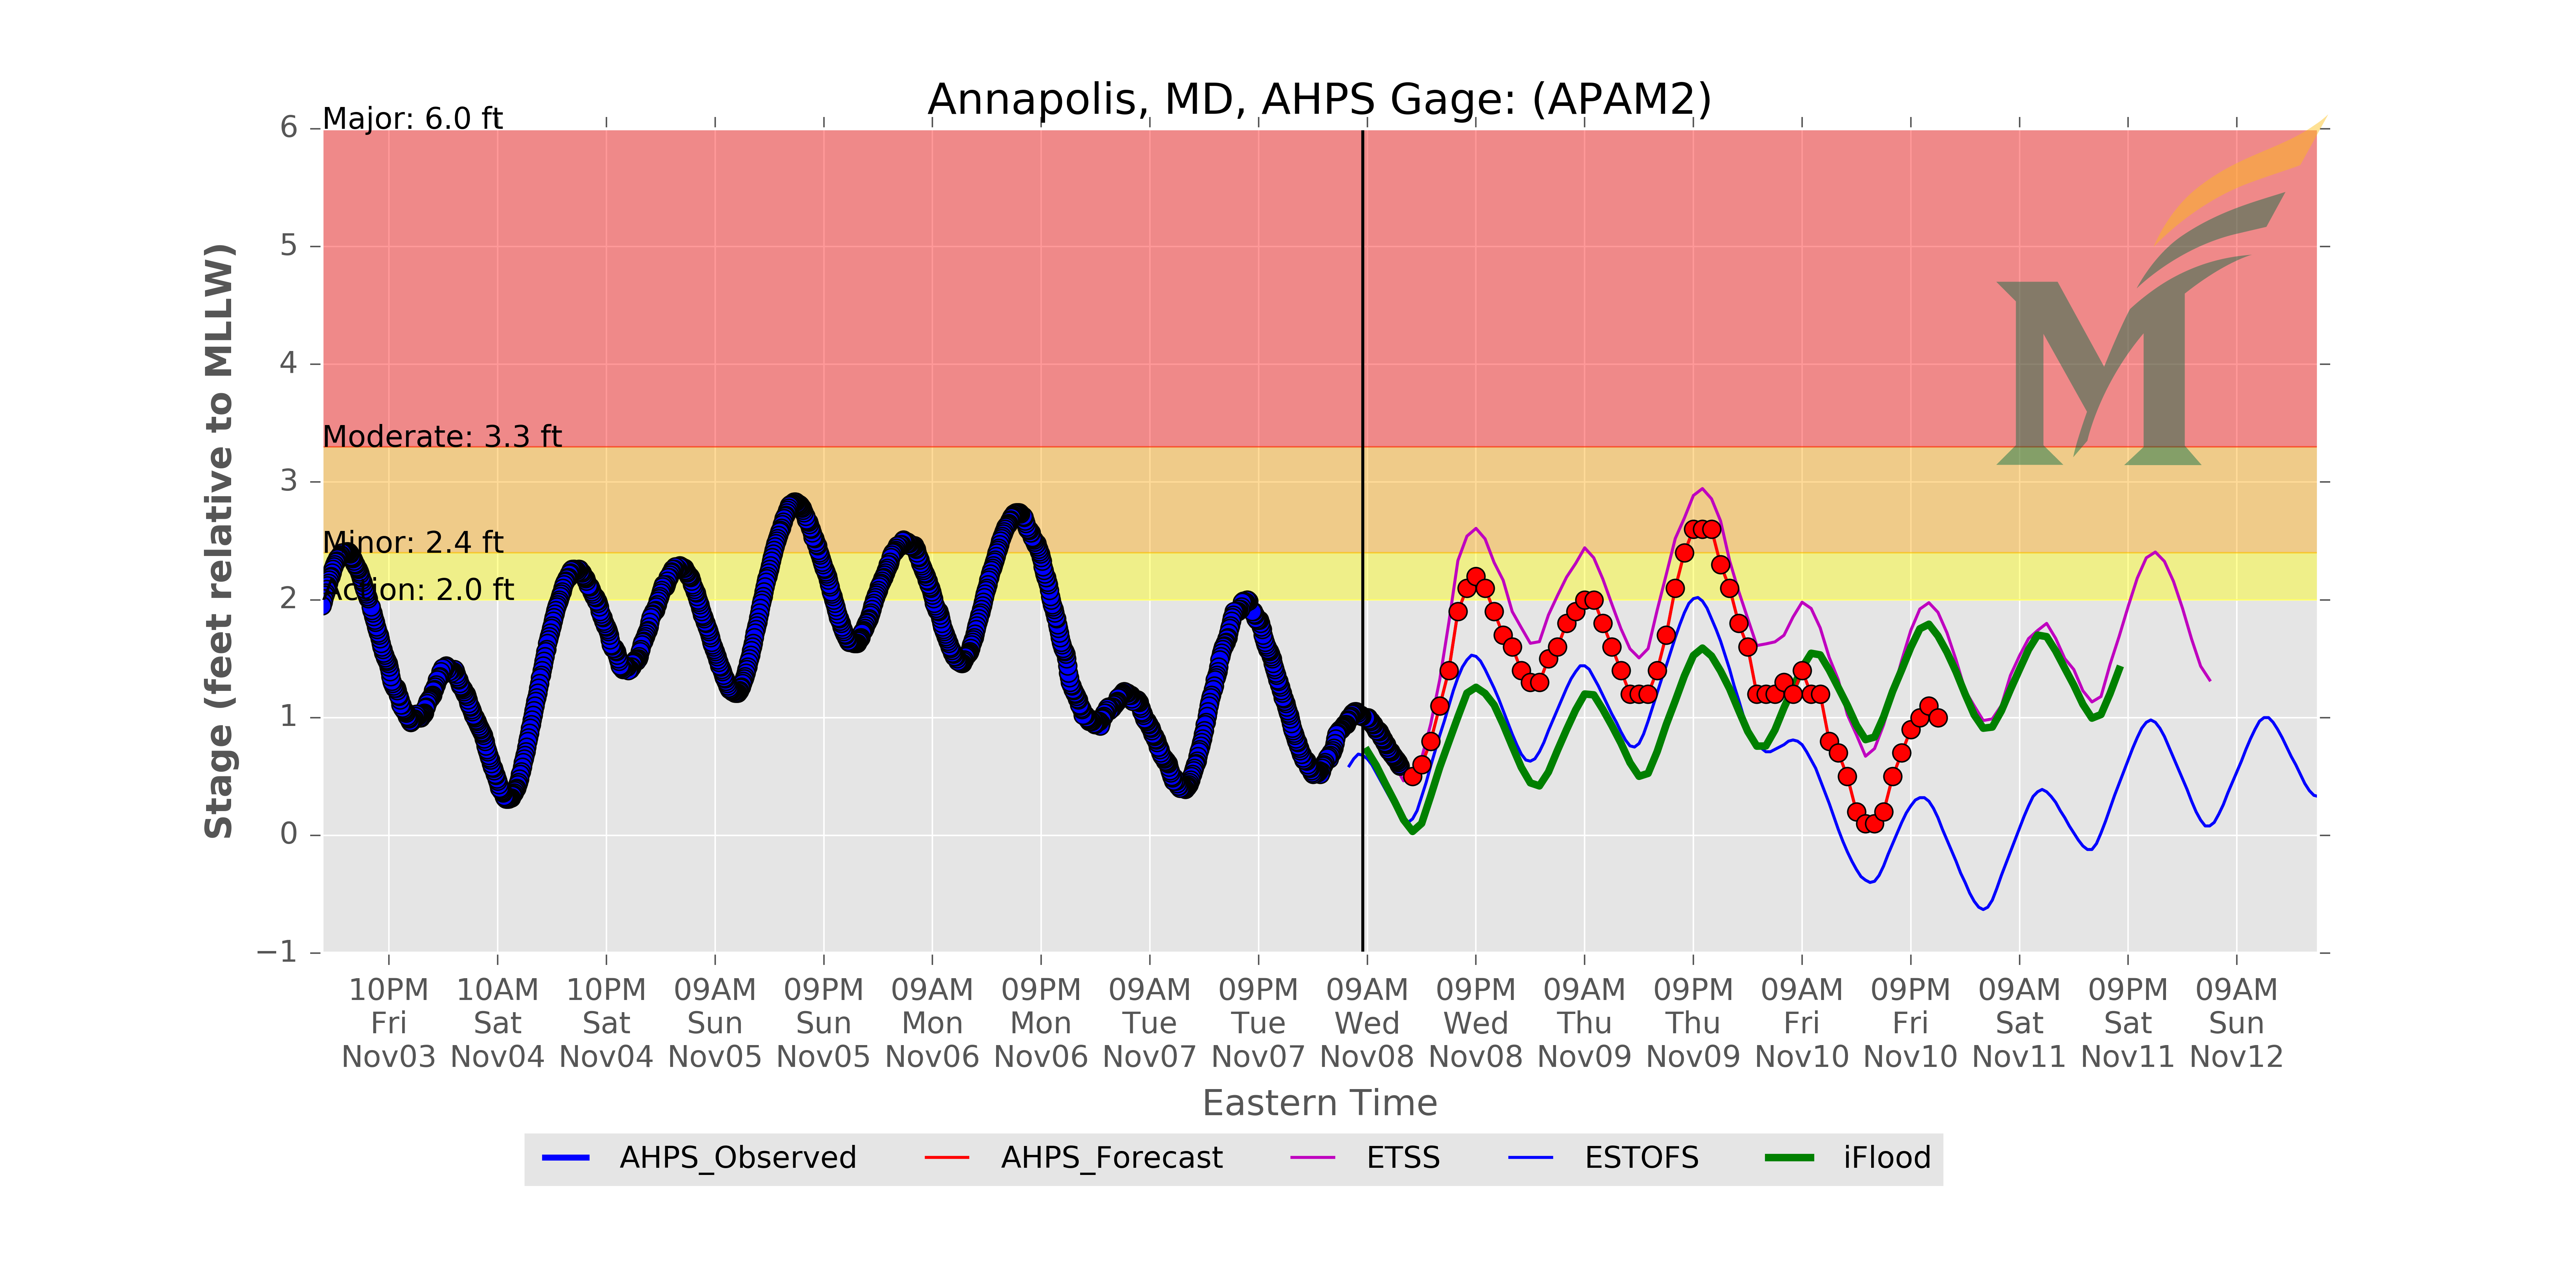 Annapolis, MD, AHPS Gage: (APAM2)
Major: 6.0 ft
Moderate: 3.3 ft
Minor: 2.4 ft
Action: 2.0 ft
Stage (feet relative to MLLW)
6
5
4
3
2
1
0
−1
10PM 10AM 10PM 09AM 09PM 09AM 09PM 09AM 09PM 09AM 09PM 09AM 09PM 09AM 09PM 09AM 09PM 09AM
Fri Sat Sat Sun Sun Mon Mon Tue Tue Wed Wed Thu Thu Fri Fri Sat Sat Sun
Nov03 Nov04 Nov04 Nov05 Nov05 Nov06 Nov06 Nov07 Nov07 Nov08 Nov08 Nov09 Nov09 Nov10 Nov10 Nov11 Nov11 Nov12
Eastern Time
AHPS_Observed AHPS_Forecast ETSS ESTOFS iFlood